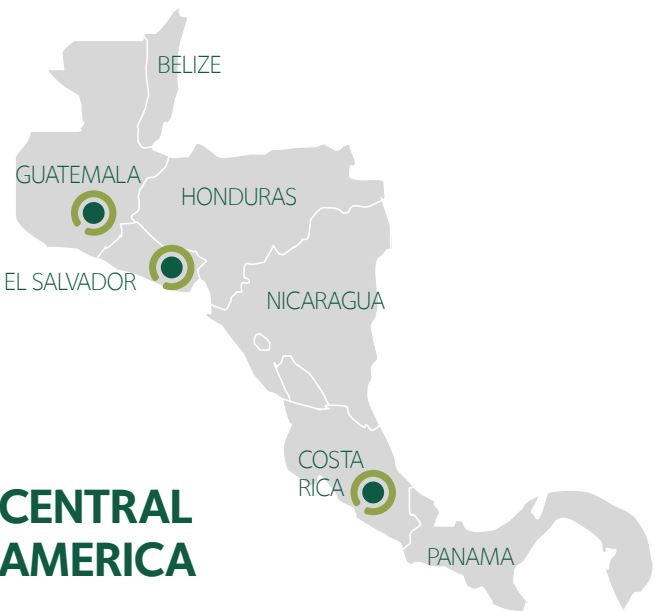 BELIZE
GUATEMALA
HONDURAS
EL SALVADOR
NICARAGUA
COSTA
RICA
CENTRAL
AMERICA
PANAMA